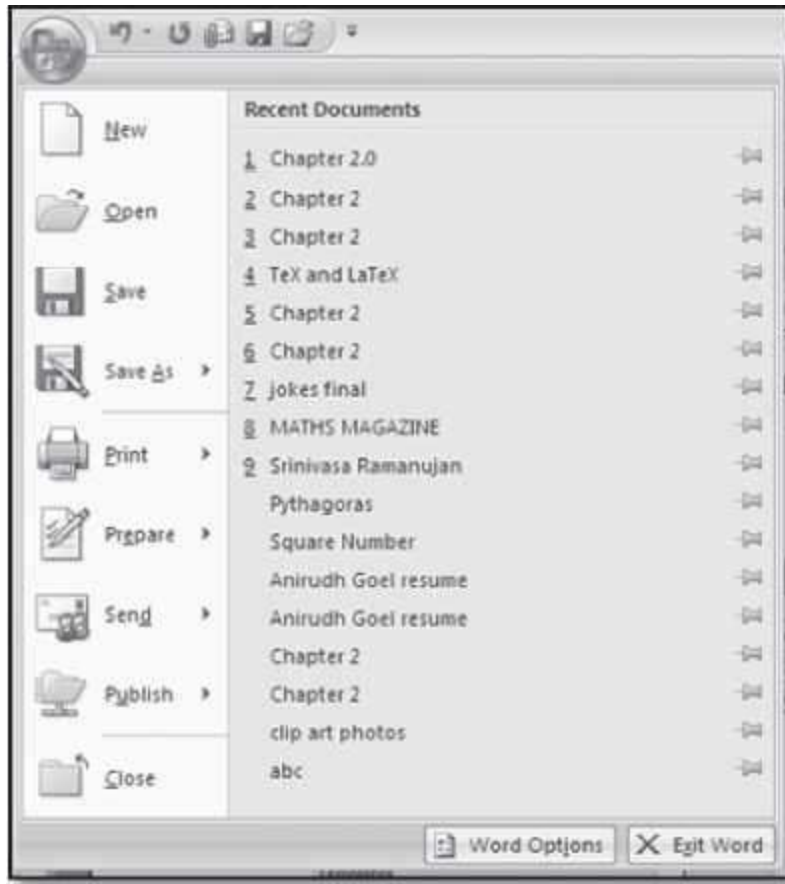 New
Open
Save
Save As
Print
Prepare
Send
Publish
Close
Recent Documents
1 Chapter 2.0
2 Chapter 2
3 Chapter 2
4 TeX and LaTeX
5 Chapter 2
6 Chapter 2
7 jokes final
8 MATHS MAGAZINE
9 Srinivasa Ramanujan
Pythagoras
Square Number
Anirudh Goel resume
Anirudh Goel resume
Chapter 2
Chapter 2
clip art photos
abc
Word Options
Exit Word